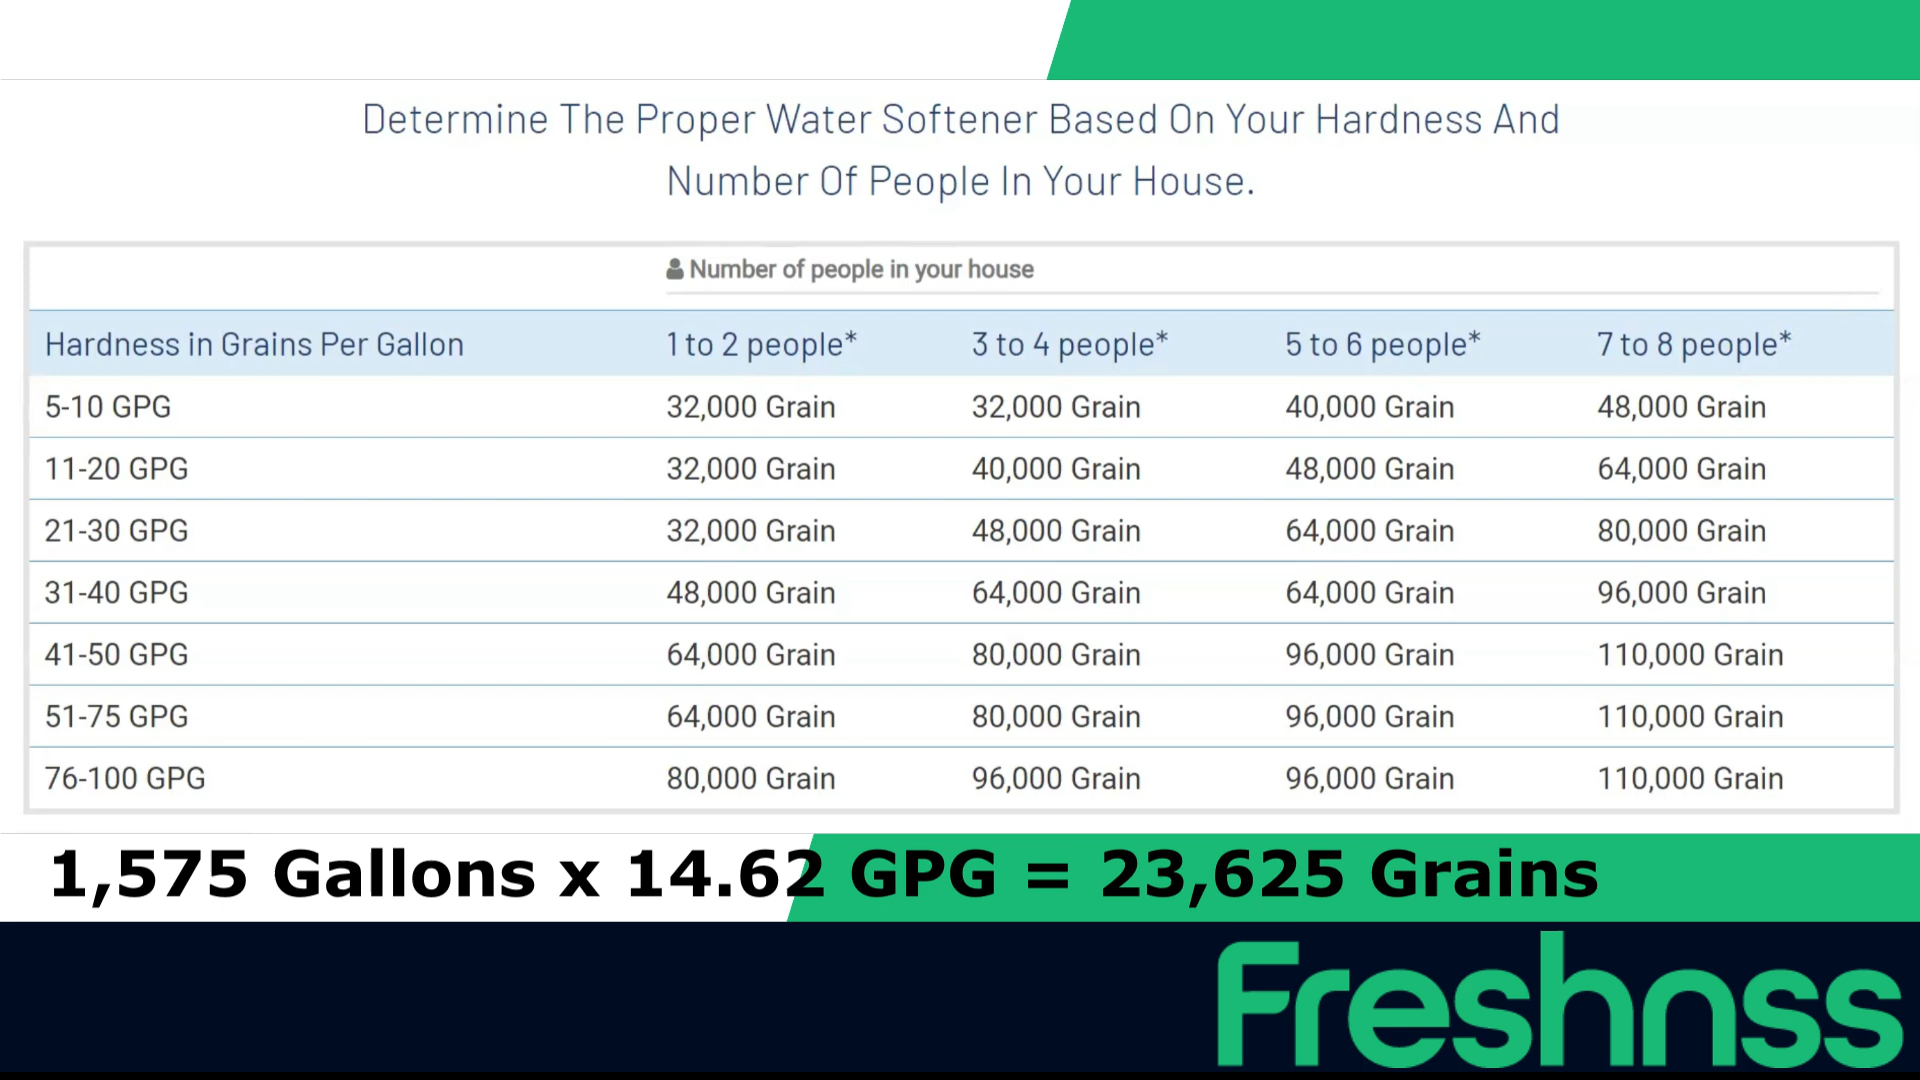 Determine The Proper Water Softener Based On Your Hardness And
Number Of People In Your House.
Number of people in your house
Hardness in Grains Per Gallon 1 to 2 people* 3 to 4 people* 5 to 6 people* 7 to 8 people*
5-10 GPG 32,000 Grain 32,000 Grain 40,000 Grain 48,000 Grain
11-20 GPG 32,000 Grain 40,000 Grain 48,000 Grain 64,000 Grain
21-30 GPG 32,000 Grain 48,000 Grain 64,000 Grain 80,000 Grain
31-40 GPG 48,000 Grain 64,000 Grain 64,000 Grain 96,000 Grain
41-50 GPG 64,000 Grain 80,000 Grain 96,000 Grain 110,000 Grain
51-75 GPG 64,000 Grain 80,000 Grain 96,000 Grain 110,000 Grain
76-100 GPG 80,000 Grain 96,000 Grain 96,000 Grain 110,000 Grain
1,575 Gallons x 14.62 GPG = 23,625 Grains
Freshnss